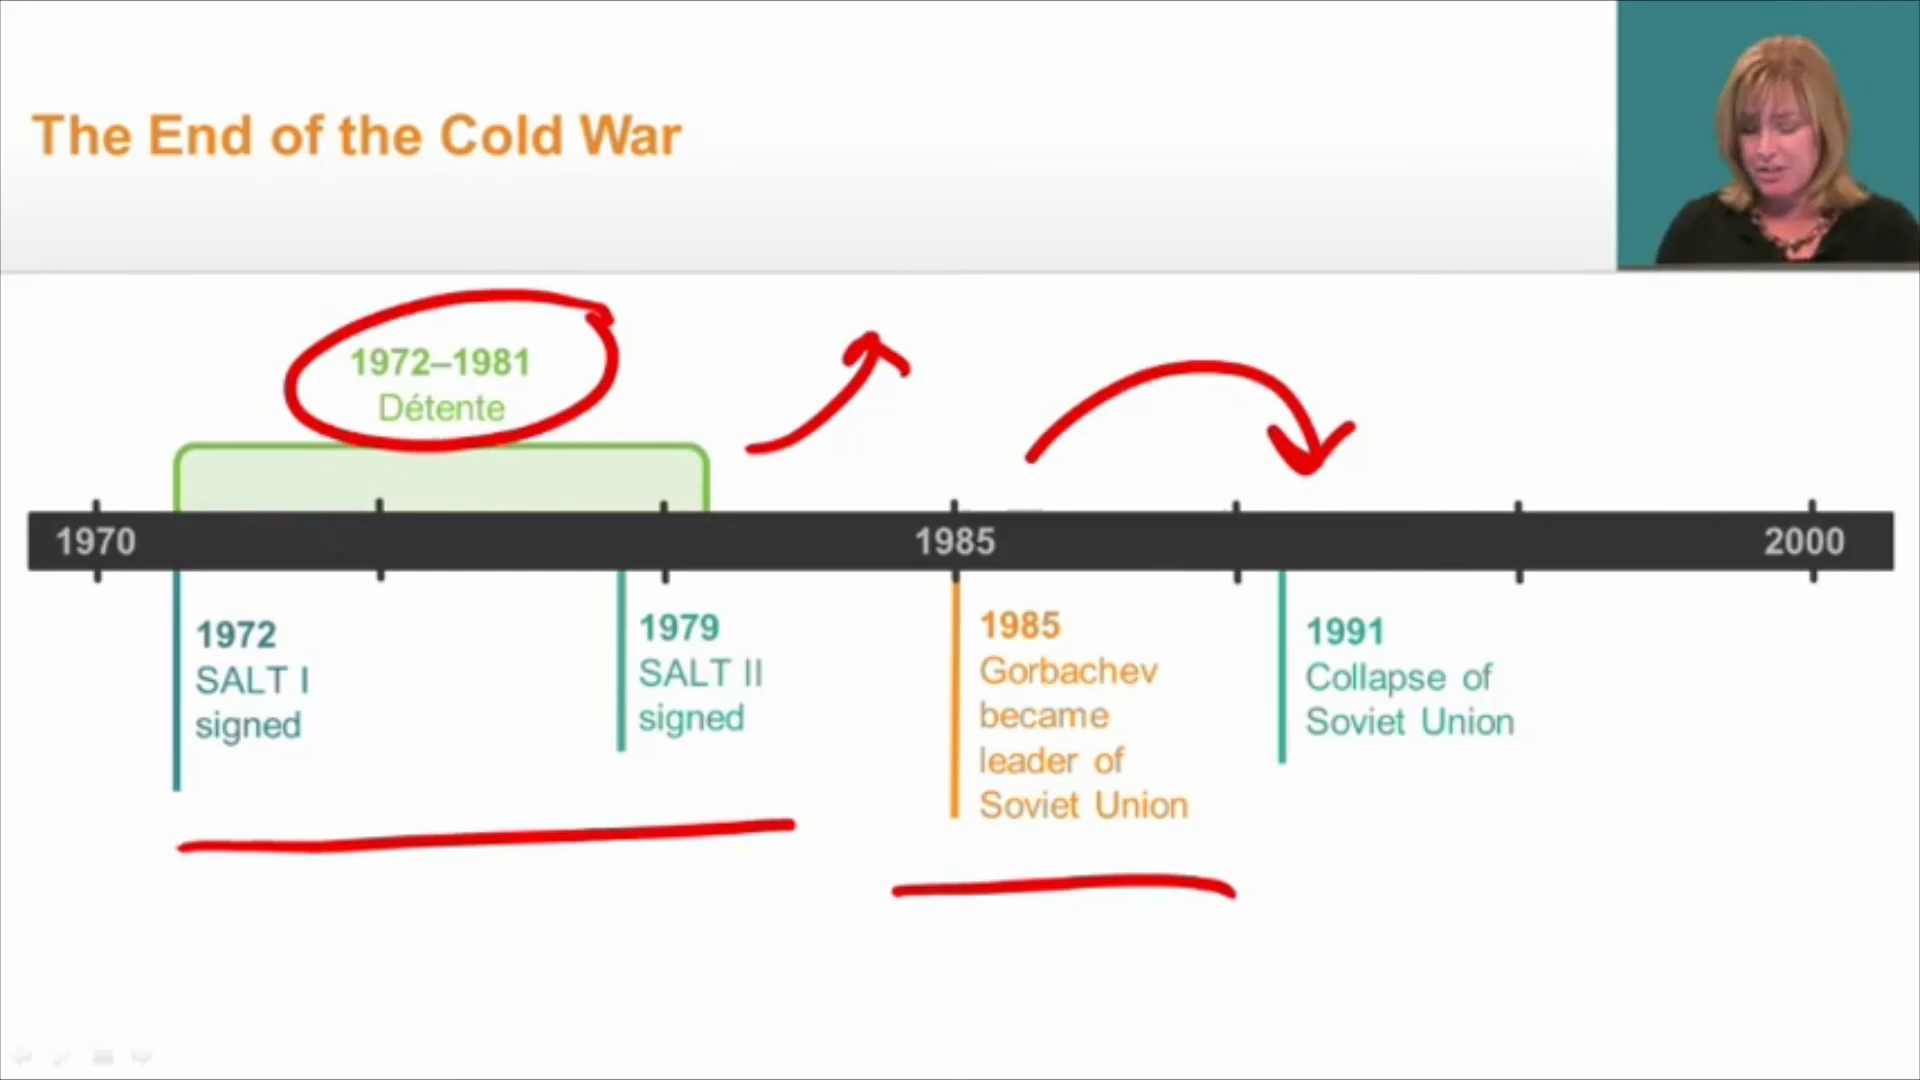 The End of the Cold War
1972–1981
Détente
1970
1985
2000
1972
SALT I
signed
1979
SALT II
signed
1985
Gorbachev
became
leader of
Soviet Union
1991
Collapse of
Soviet Union